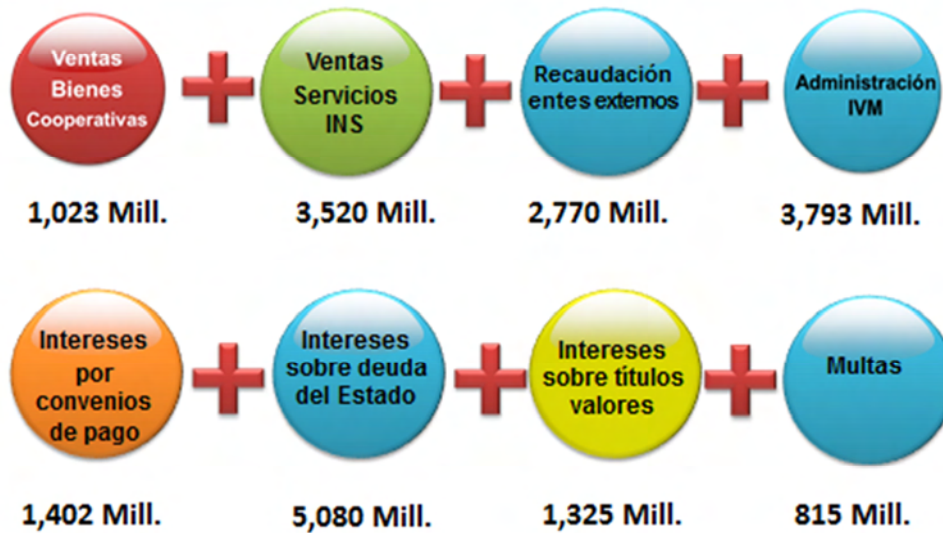 Ventas
Bienes
Cooperativas
Ventas
Servicios
INS
Recaudación
entes externos
Administración
IVM
1,023 Mill.
3,520 Mill.
2,770 Mill.
3,793 Mill.
Intereses
por
convenios
de pago
Intereses
sobre deuda
del Estado
Intereses
sobre títulos
valores
Multas
1,402 Mill.
5,080 Mill.
1,325 Mill.
815 Mill.